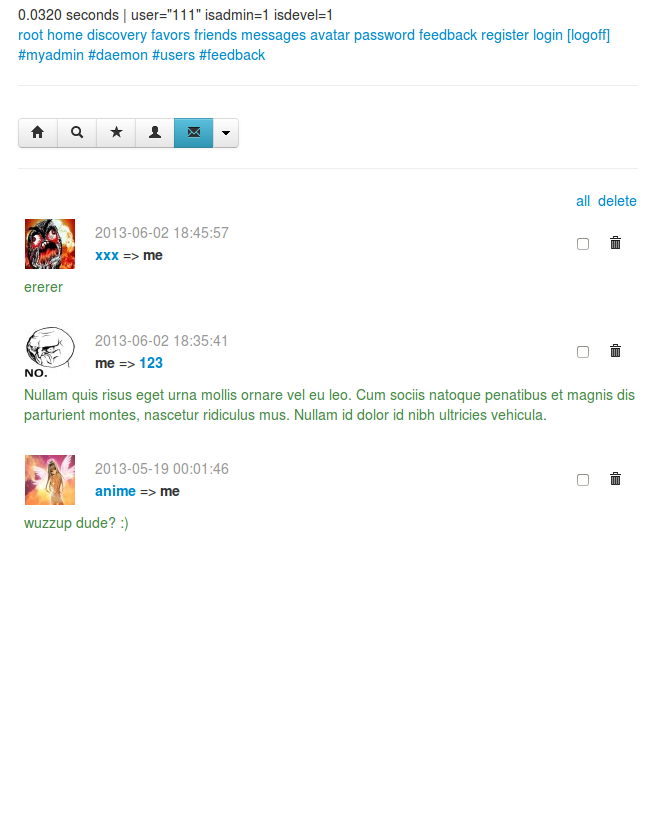 0.0320 seconds | user="111" isadmin=1 isdevel=1
root home discovery favors friends messages avatar password feedback register login [logoff]
#myadmin #daemon #users #feedback
all delete
2013-06-02 18:45:57
xxx => me
ererer
2013-06-02 18:35:41
NO.
me => 123
Nullam quis risus eget urna mollis ornare vel eu leo. Cum sociis natoque penatibus et magnis dis
parturient montes, nascetur ridiculus mus. Nullam id dolor id nibh ultricies vehicula.
2013-05-19 00:01:46
anime => me
wuzzup dude? :)